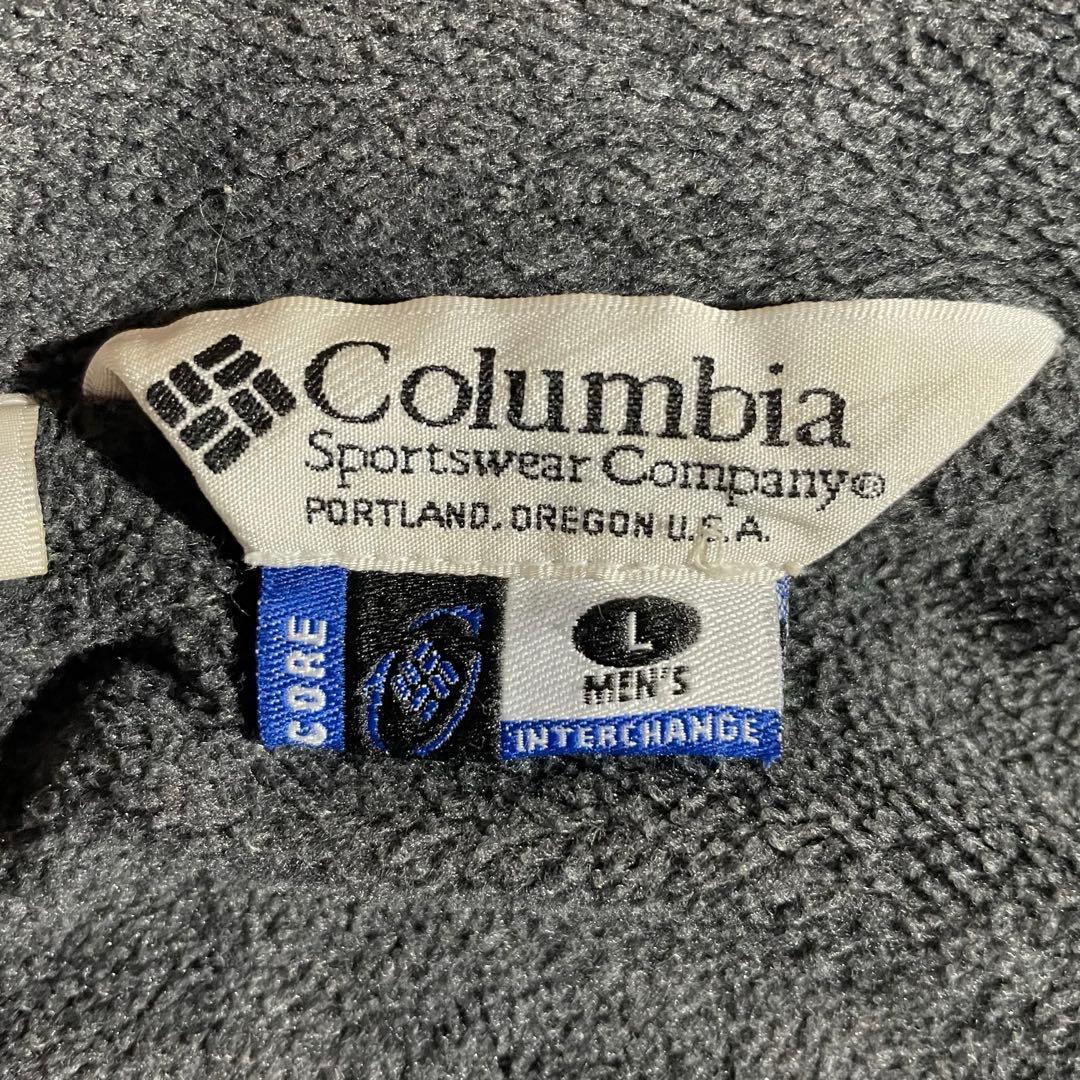 Columbia
Sportswear Company®
PORTLAND, OREGON U.S.A.
CORE
L
MEN'S
INTERCHANGE